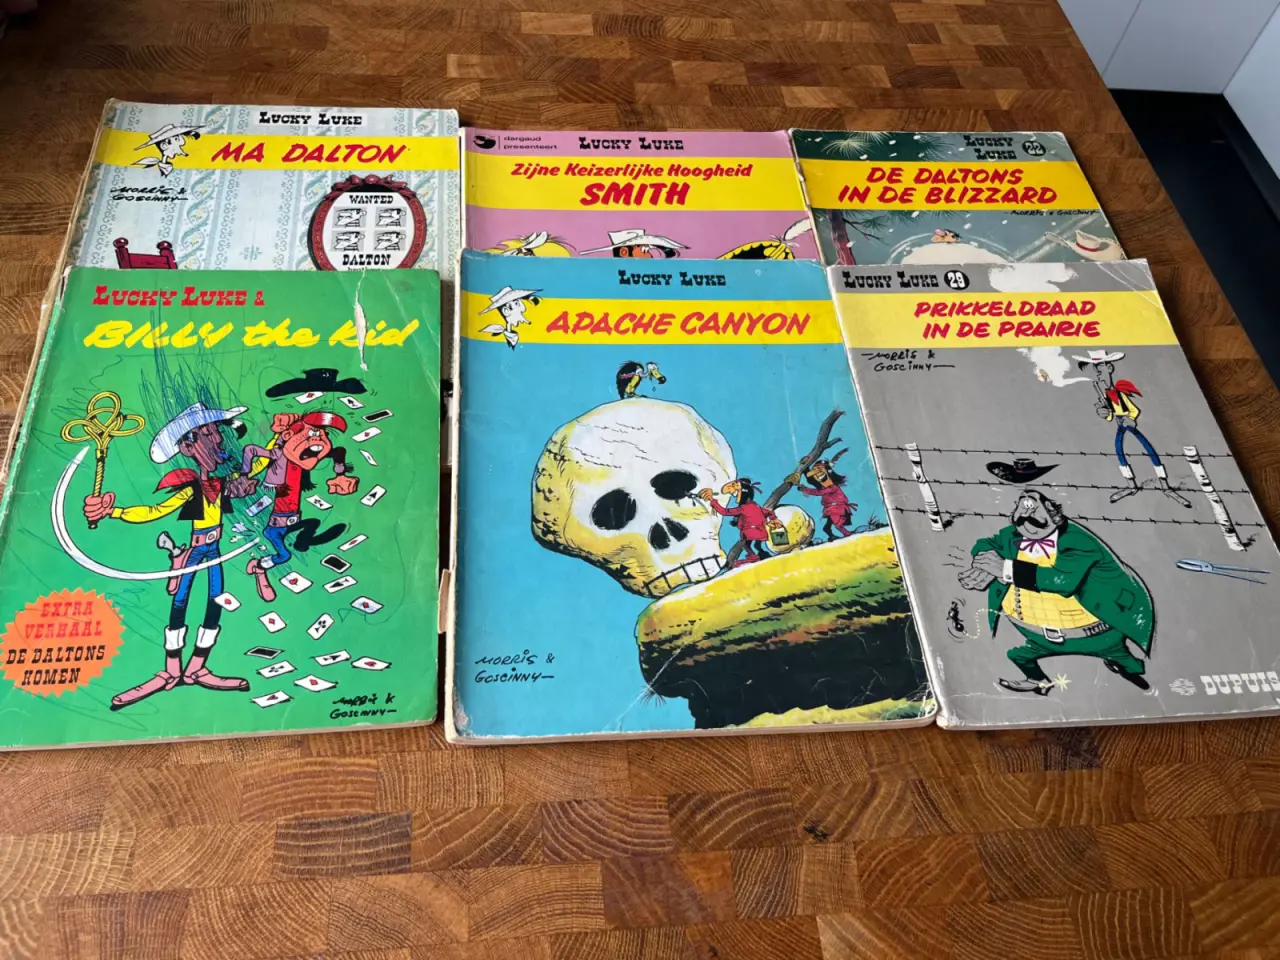 LUCKY LUKE
MA DALTON
MORRIS &
GOSCINNY
WANTED
DALTON
dargaud
presenteert
LUCKY LUKE
Zijne Keizerlijke Hoogheid
SMITH
LUCKY
LUKE 22
DE DALTONS
IN DE BLIZZARD
MORRIS & GOSCINNY
LUCKY LUKE &
BILLY the kid
EXTRA
VERHAAL
DE DALTONS
KOMEN
MORRIS &
GOSCINNY
LUCKY LUKE
APACHE CANYON
MORRIS &
GOSCINNY
LUCKY LUKE 29
PRIKKELDRAAD
IN DE PRAIRIE
MORRIS &
GOSCINNY
DUPUIS